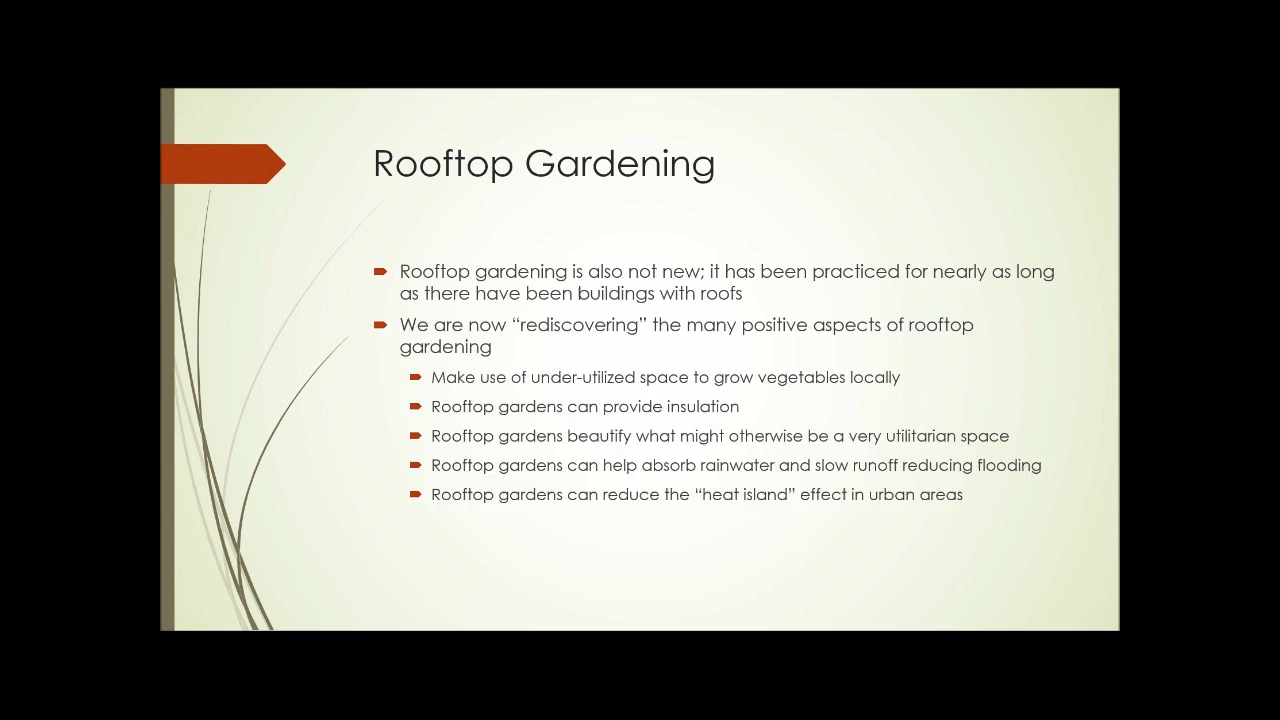 Rooftop Gardening
Rooftop gardening is also not new; it has been practiced for nearly as long
as there have been buildings with roofs
We are now “rediscovering” the many positive aspects of rooftop
gardening
Make use of under-utilized space to grow vegetables locally
Rooftop gardens can provide insulation
Rooftop gardens beautify what might otherwise be a very utilitarian space
Rooftop gardens can help absorb rainwater and slow runoff reducing flooding
Rooftop gardens can reduce the “heat island” effect in urban areas